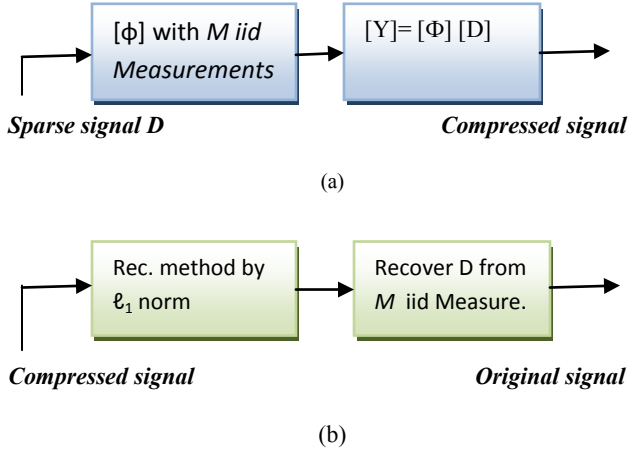 [ϕ] with M iid
Measurements
[Y]= [Φ] [D]
Sparse signal D
Compressed signal
(a)
Rec. method by
ℓ1 norm
Recover D from
M iid Measure.
Compressed signal
Original signal
(b)